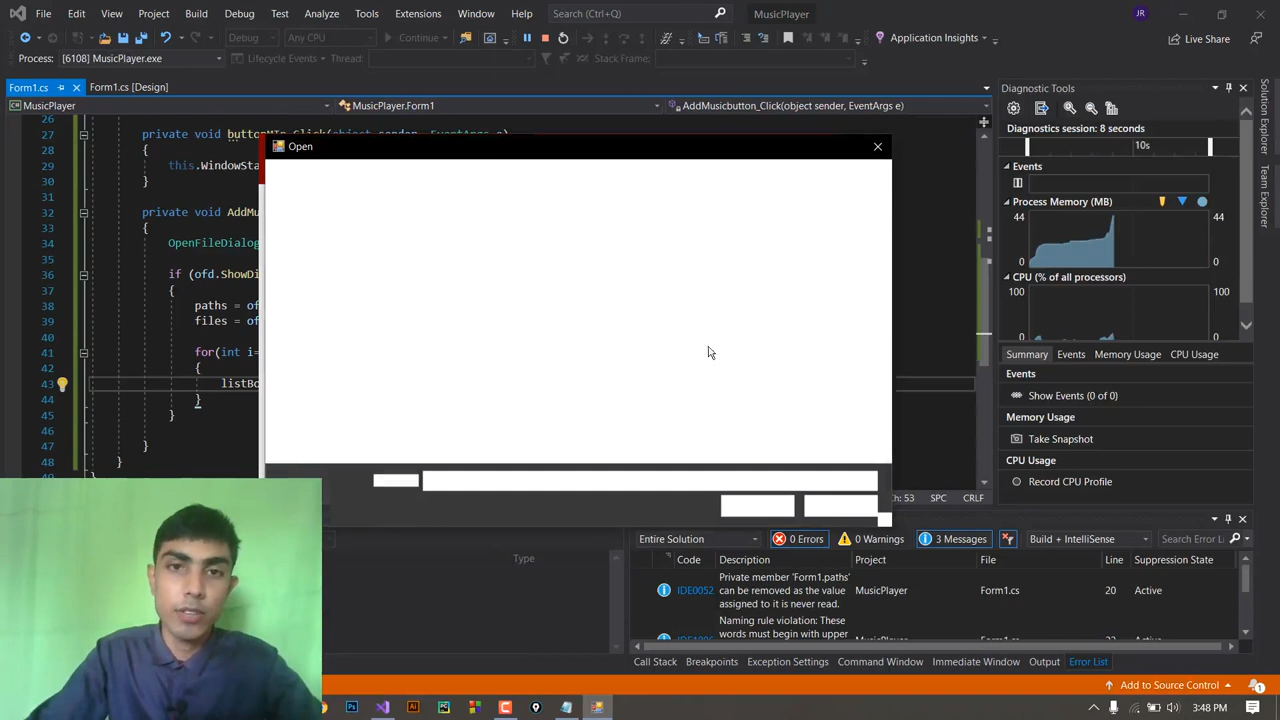 File Edit View Project Build Debug Test Analyze Tools Extensions Window Help Search (Ctrl+Q) MusicPlayer JR
Debug Any CPU Continue Application Insights Live Share
Process: [6108] MusicPlayer.exe Lifecycle Events Thread: Stack Frame:
Form1.cs Form1.cs [Design]
MusicPlayer MusicPlayer.Form1 AddMusicbutton_Click(object sender, EventArgs e)
26
27 private void buttonMIn_Click(object sender, EventArgs e)
28 {
29 this.WindowSta
30 }
31
32 private void AddMu
33 {
34 OpenFileDialog
35
36 if (ofd.ShowDi
37 {
38 paths = of
39 files = of
40
41 for(int i=
42 {
43 listBo
44 }
45 }
46
47 }
48 }
Open
Ch: 53 SPC CRLF
Type
Diagnostic Tools
Diagnostics session: 8 seconds
10s
Events
Process Memory (MB)
44 44
0 0
CPU (% of all processors)
100 100
Summary Events Memory Usage CPU Usage
Events
Show Events (0 of 0)
Memory Usage
Take Snapshot
CPU Usage
Record CPU Profile
Solution Explorer
Team Explorer
Entire Solution 0 Errors 0 Warnings 3 Messages Build + IntelliSense Search Error List
Code Description Project File Line Suppression State
IDE0052 Private member 'Form1.paths' can be removed as the value assigned to it is never read. MusicPlayer Form1.cs 20 Active
Naming rule violation: These
words must begin with upper
Call Stack Breakpoints Exception Settings Command Window Immediate Window Output Error List
Add to Source Control 1
3:48 PM